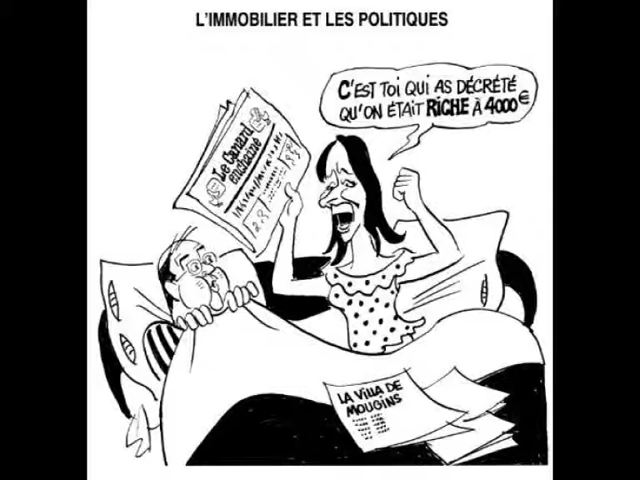 L'IMMOBILIER ET LES POLITIQUES
C'EST TOI QUI AS DÉCRÉTÉ
QU'ON ÉTAIT RICHE À 4000€
Le Canard
enchaîné
LA VILLA DE
MOUGINS